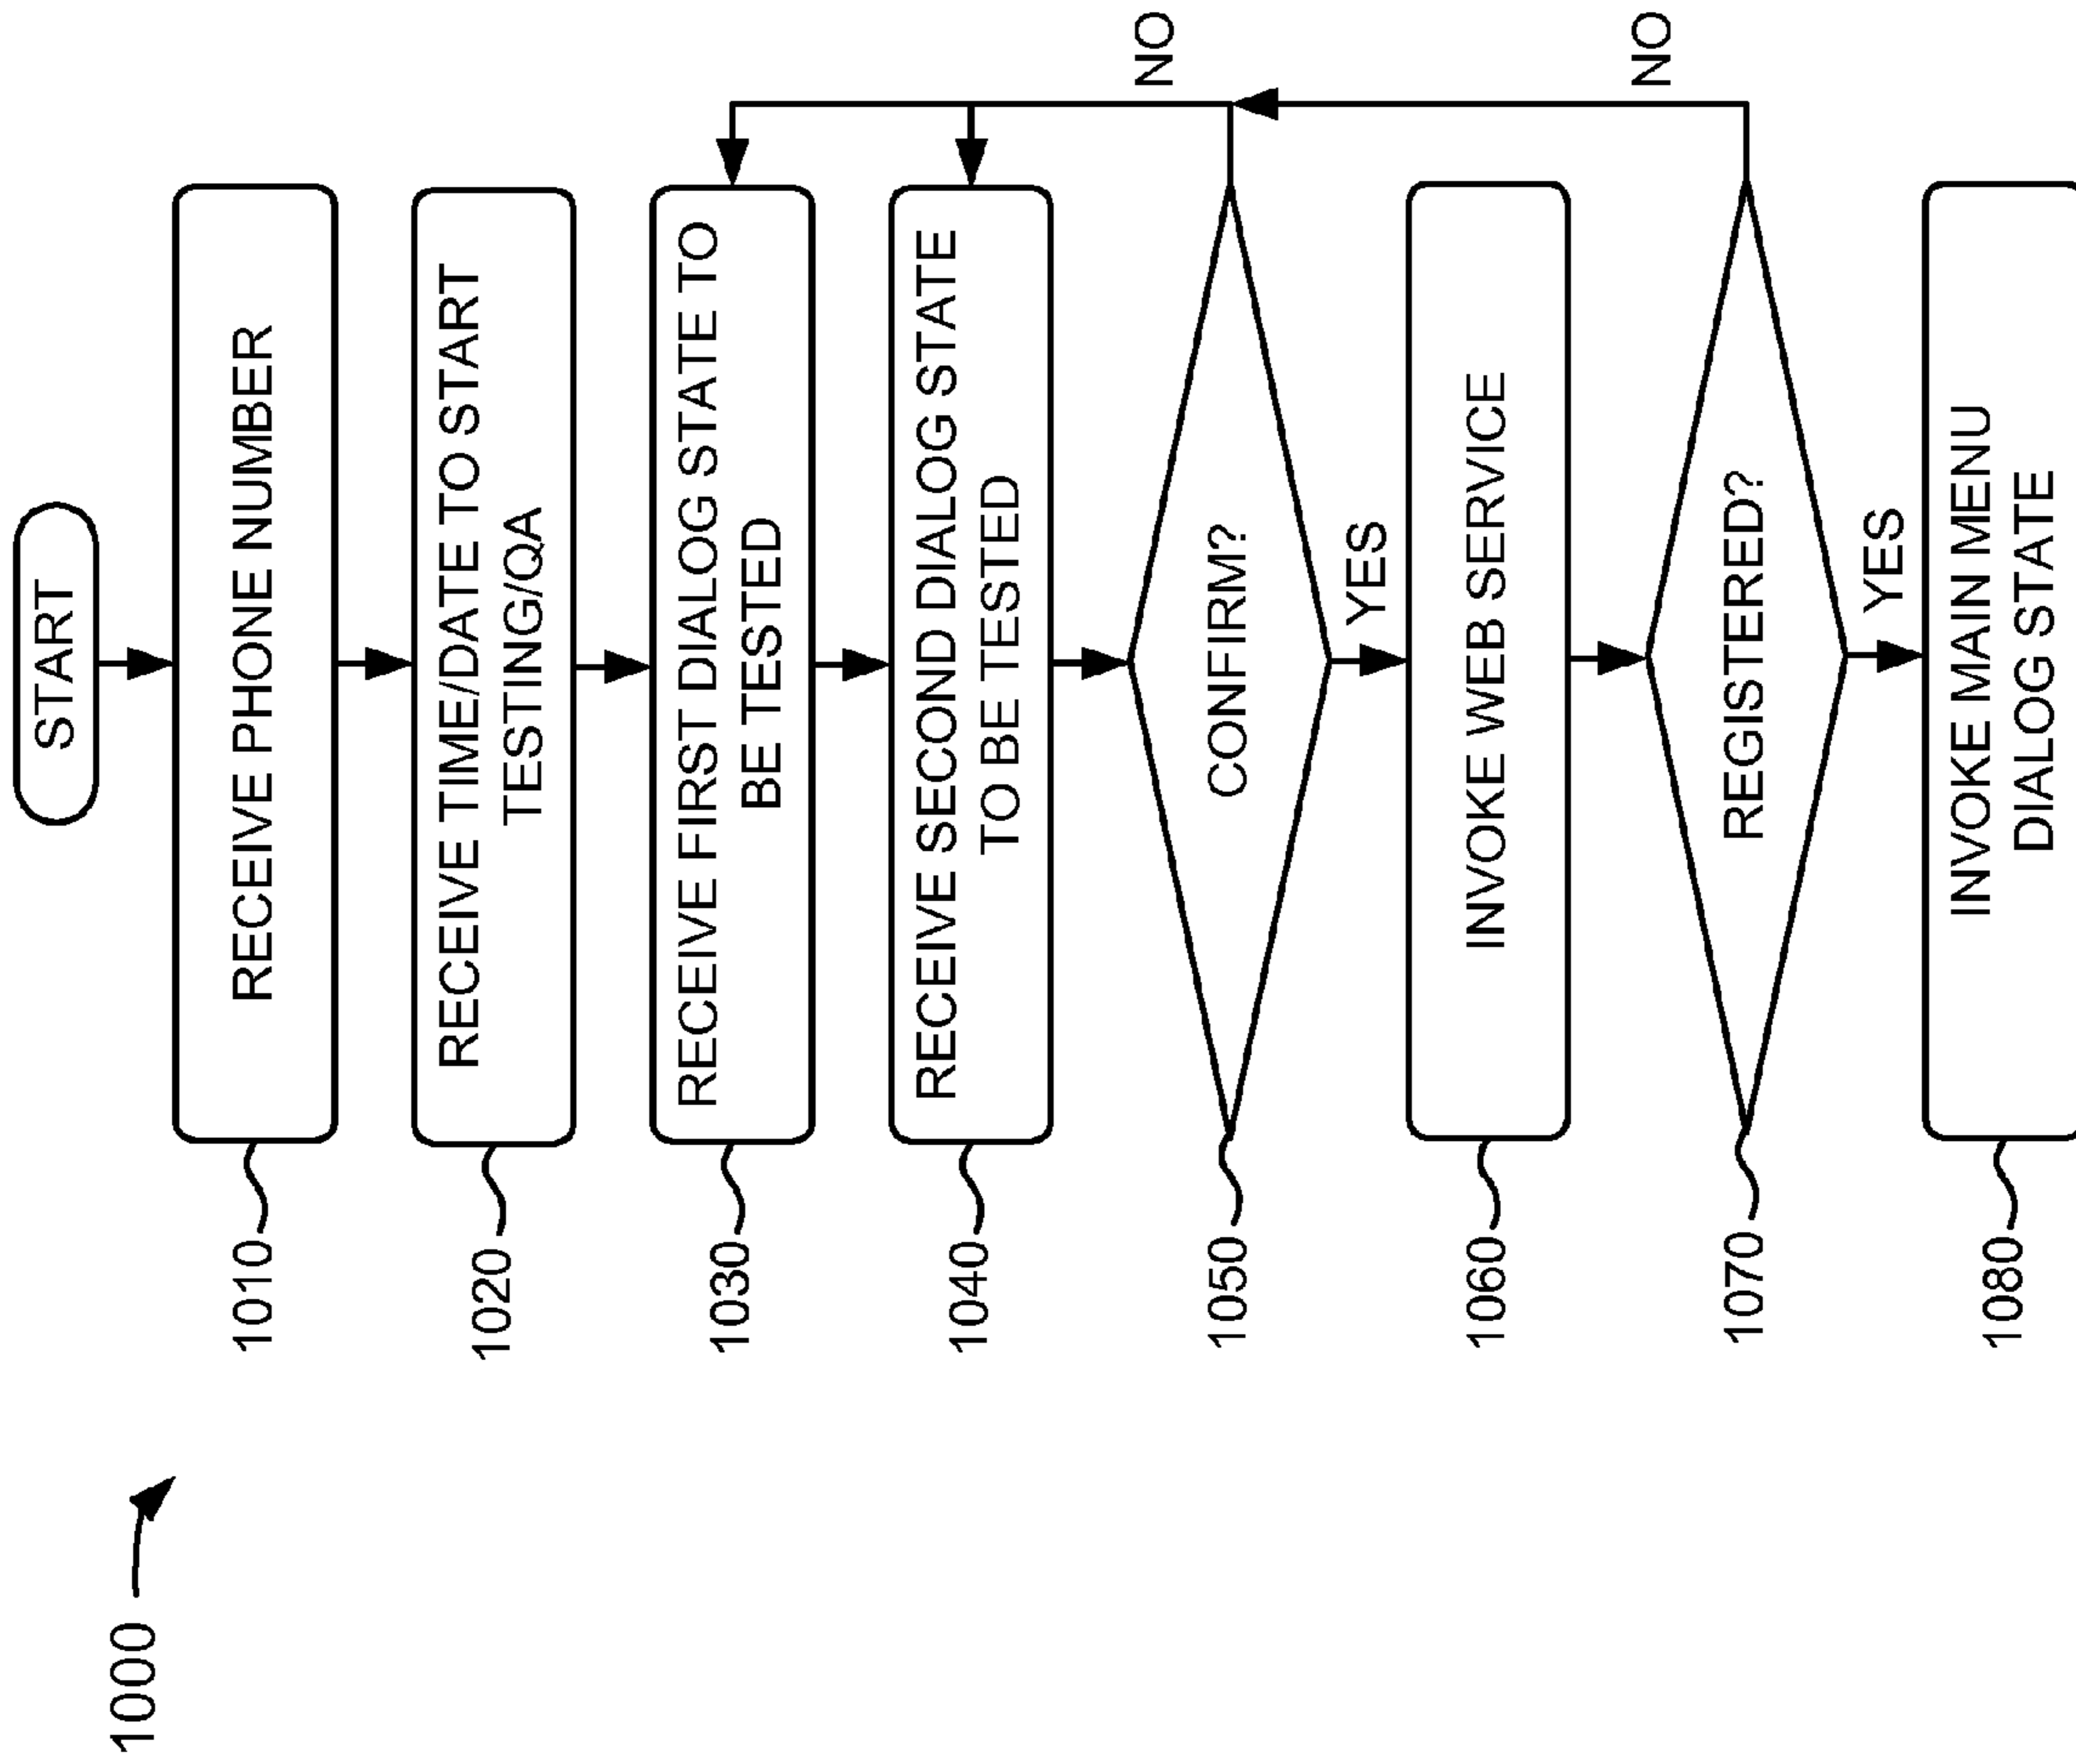 1000
START
1010
RECEIVE PHONE NUMBER
1020
RECEIVE TIME/DATE TO START
TESTING/QA
1030
RECEIVE FIRST DIALOG STATE TO
BE TESTED
1040
RECEIVE SECOND DIALOG STATE
TO BE TESTED
1050
CONFIRM?
NO
YES
1060
INVOKE WEB SERVICE
1070
REGISTERED?
NO
YES
1080
INVOKE MAIN MENU
DIALOG STATE